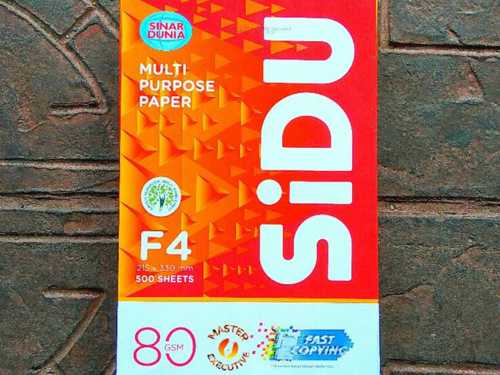 SINAR
DUNIA
MULTI
PURPOSE
PAPER
SiDU
F4
215 x 330 mm
500 SHEETS
80 GSM
MASTER
EXECUTIVE
FAST
COPYING